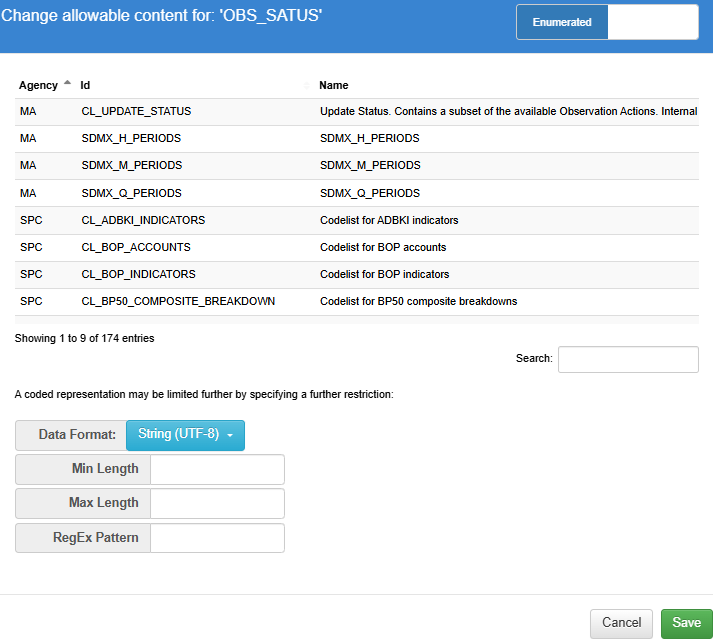 Change allowable content for: 'OBS_SATUS'
Enumerated
Agency Id Name
MA CL_UPDATE_STATUS Update Status. Contains a subset of the available Observation Actions. Internal
MA SDMX_H_PERIODS SDMX_H_PERIODS
MA SDMX_M_PERIODS SDMX_M_PERIODS
MA SDMX_Q_PERIODS SDMX_Q_PERIODS
SPC CL_ADBKI_INDICATORS Codelist for ADBKI indicators
SPC CL_BOP_ACCOUNTS Codelist for BOP accounts
SPC CL_BOP_INDICATORS Codelist for BOP indicators
SPC CL_BP50_COMPOSITE_BREAKDOWN Codelist for BP50 composite breakdowns
Showing 1 to 9 of 174 entries
Search:
A coded representation may be limited further by specifying a further restriction:
Data Format: String (UTF-8)
Min Length
Max Length
RegEx Pattern
Cancel Save